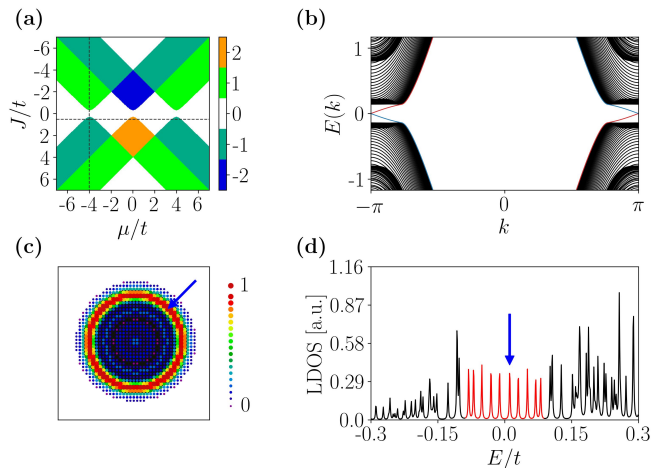 (a)
J/t
-6
-4
-2
0
2
4
6
-6 -4 -2 0 2 4 6
μ/t
2
1
0
-1
-2
(b)
E(k)
1
0
-1
−π 0 π
k
(c)
1
0
(d)
LDOS [a.u.]
1.16
0.87
0.58
0.29
0.0
-0.3 -0.15 0.0 0.15 0.3
E/t